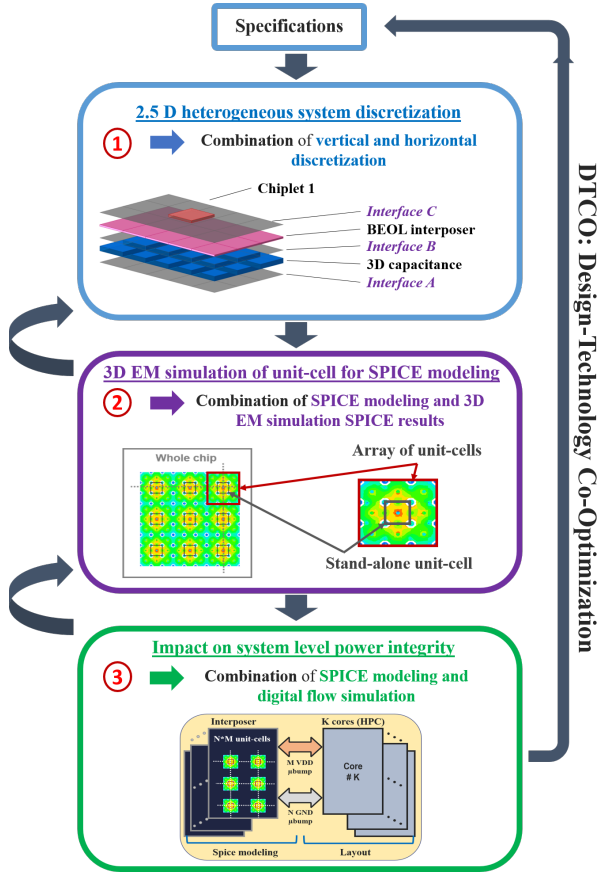 Specifications
2.5 D heterogeneous system discretization
1
Combination of vertical and horizontal
discretization
Chiplet 1
Interface C
BEOL interposer
Interface B
3D capacitance
Interface A
3D EM simulation of unit-cell for SPICE modeling
2
Combination of SPICE modeling and 3D
EM simulation SPICE results
Whole chip
Array of unit-cells
Stand-alone unit-cell
Impact on system level power integrity
3
Combination of SPICE modeling and
digital flow simulation
Interposer
K cores (HPC)
N*M unit-cells
M VDD
µbump
Core
# K
N GND
µbump
Spice modeling
Layout
DTCO: Design-Technology Co-Optimization